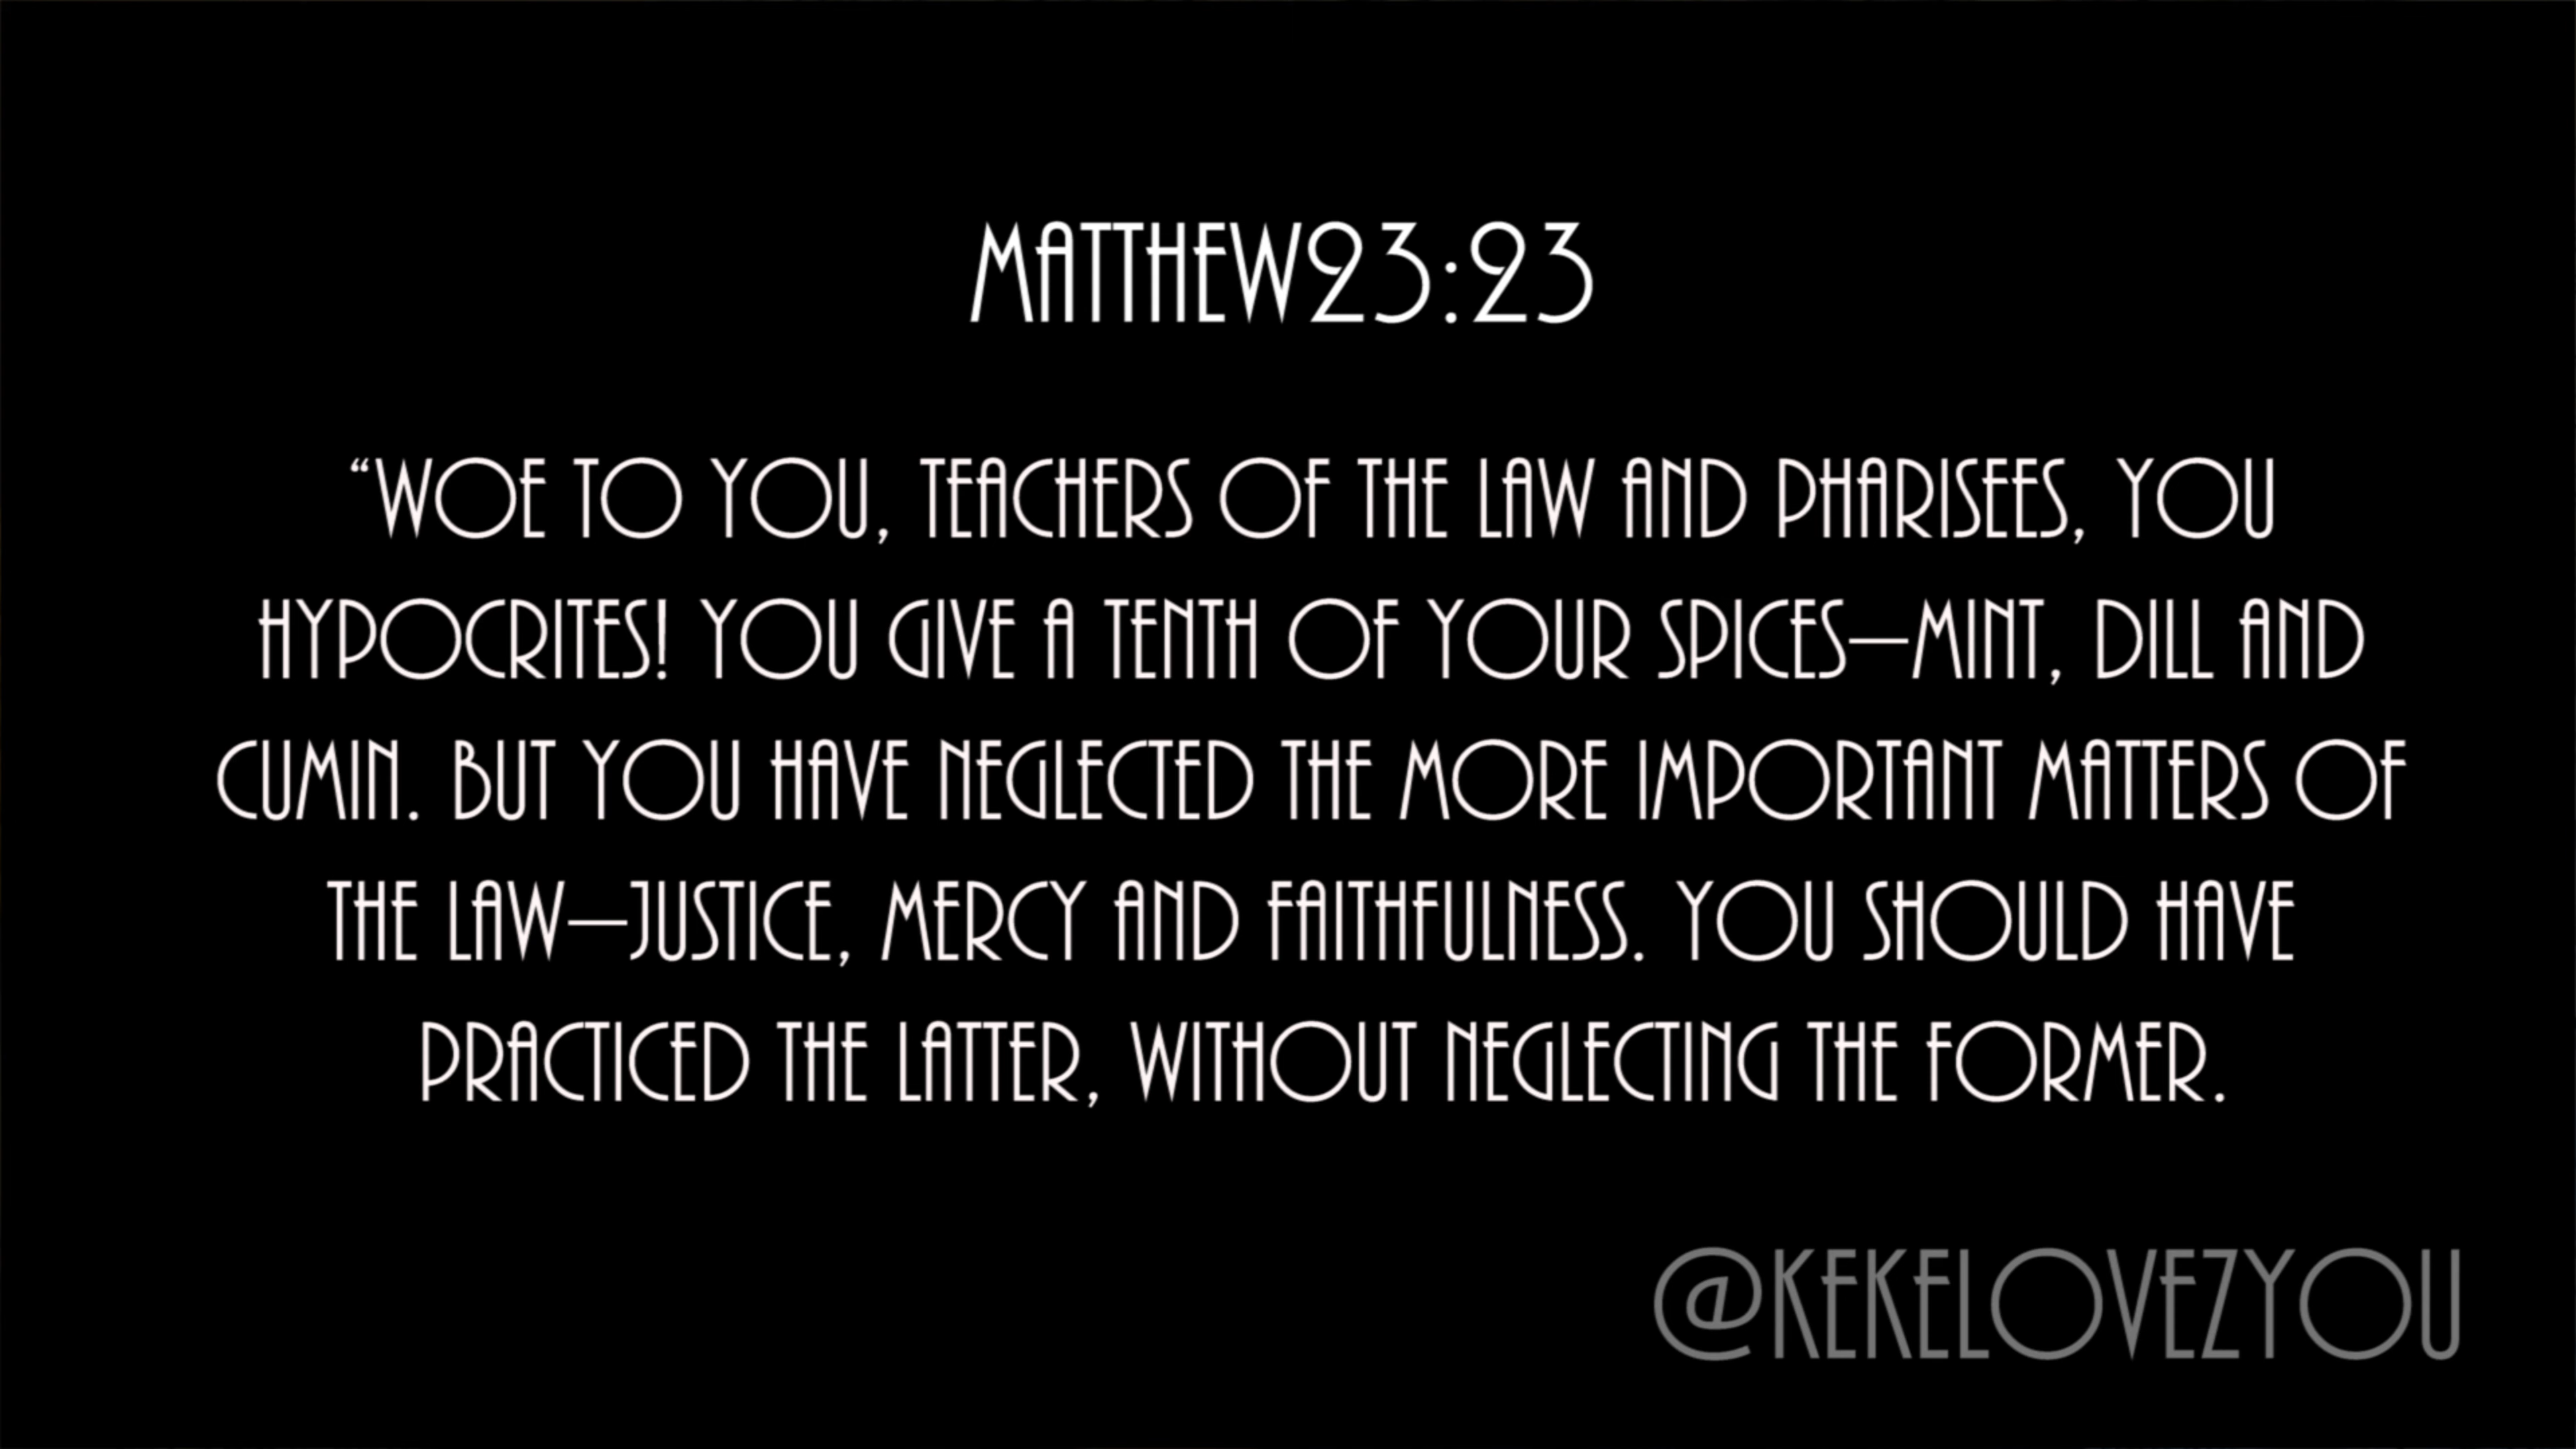 MATTHEW23:23
“WOE TO YOU, TEACHERS OF THE LAW AND PHARISEES, YOU
HYPOCRITES! YOU GIVE A TENTH OF YOUR SPICES—MINT, DILL AND
CUMIN. BUT YOU HAVE NEGLECTED THE MORE IMPORTANT MATTERS OF
THE LAW—JUSTICE, MERCY AND FAITHFULNESS. YOU SHOULD HAVE
PRACTICED THE LATTER, WITHOUT NEGLECTING THE FORMER.
@KEKELOVEZYOU